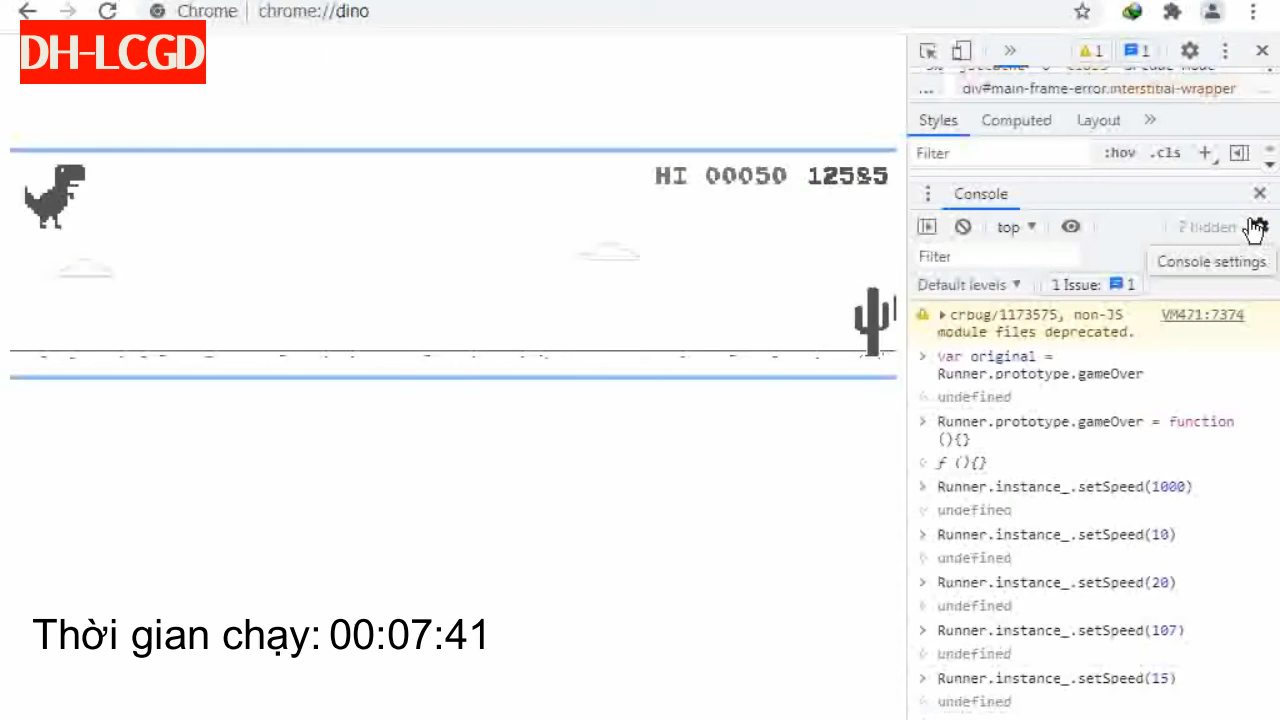 Chrome chrome://dino
DH-LCGD
1 1
... div#main-frame-error.interstitial-wrapper ...
Styles Computed Layout
Filter :hov .cls
HI 00050 12585
Console
top 2 hidden
Filter
Console settings
Default levels 1 Issue: 1
crbug/1173575, non-JS VM471:7374
module files deprecated.
var original =
Runner.prototype.gameOver
undefined
Runner.prototype.gameOver = function
(){}
ƒ (){}
Runner.instance_.setSpeed(1000)
undefined
Runner.instance_.setSpeed(10)
undefined
Runner.instance_.setSpeed(20)
undefined
Runner.instance_.setSpeed(107)
undefined
Runner.instance_.setSpeed(15)
undefined
Thời gian chạy: 00:07:41